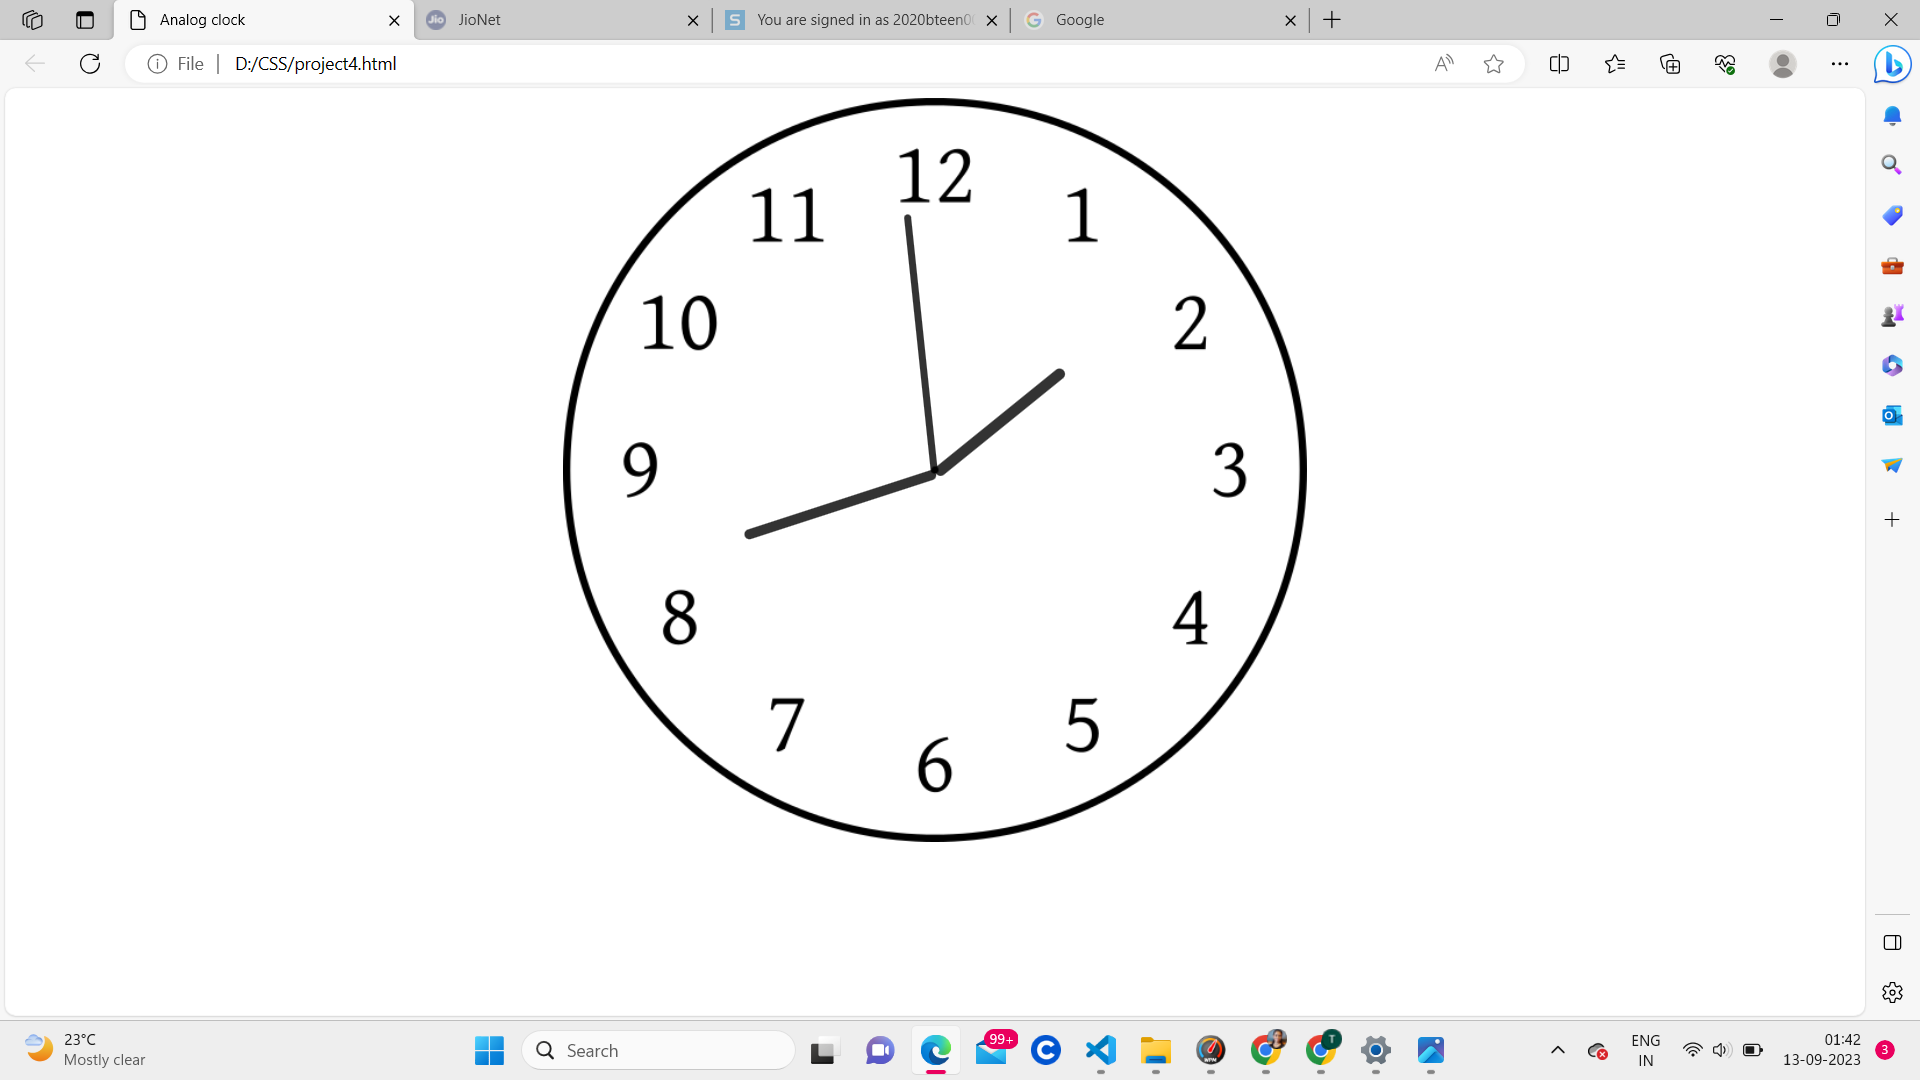 Analog clock
JioNet
You are signed in as 2020bteen0
Google
File
D:/CSS/project4.html
12
11
1
10
2
9
3
8
4
7
5
6
23°C
Mostly clear
Search
99+
T
ENG
IN
01:42
13-09-2023
3